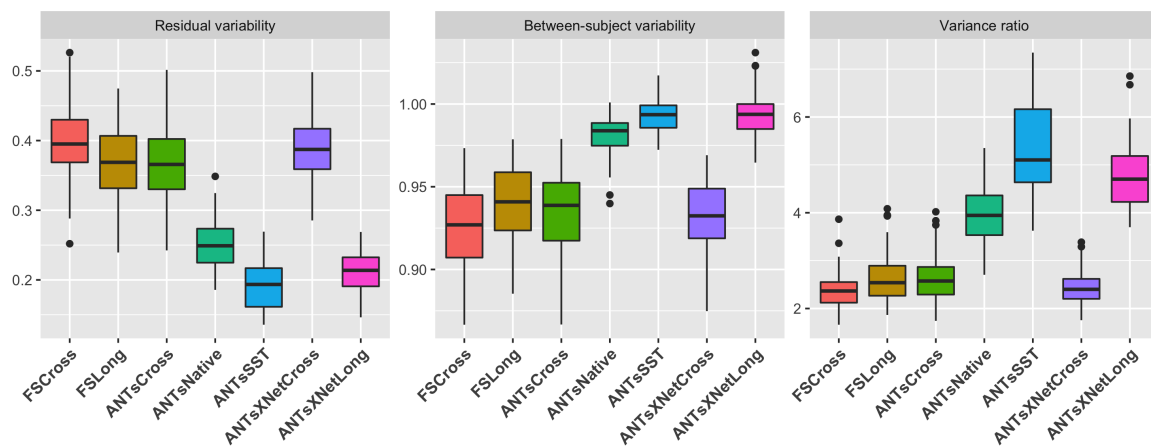 Residual variability
Between-subject variability
Variance ratio
0.5
0.4
0.3
0.2
1.00
0.95
0.90
6
4
2
FSCross
FSLong
ANTsCross
ANTsNative
ANTsSST
ANTsXNetCross
ANTsXNetLong
FSCross
FSLong
ANTsCross
ANTsNative
ANTsSST
ANTsXNetCross
ANTsXNetLong
FSCross
FSLong
ANTsCross
ANTsNative
ANTsSST
ANTsXNetCross
ANTsXNetLong